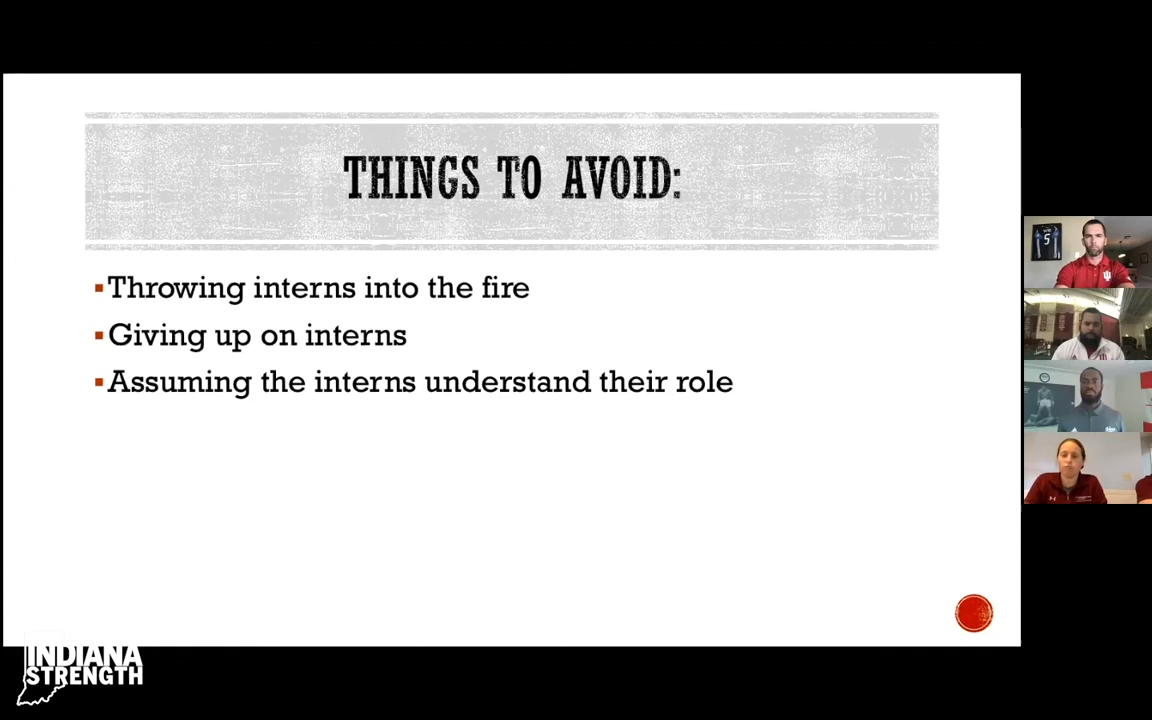 THINGS TO AVOID:
Throwing interns into the fire
Giving up on interns
Assuming the interns understand their role
5
INDIANA
STRENGTH